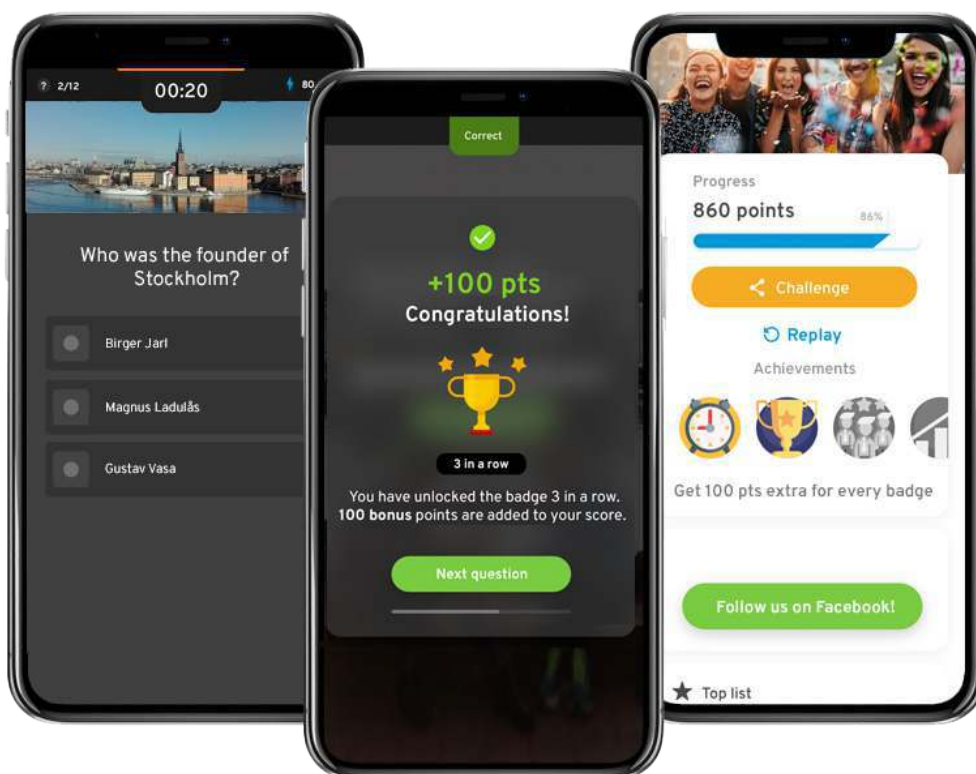 ? 2/12
00:20
80
Who was the founder of
Stockholm?
Birger Jarl
Magnus Ladulås
Gustav Vasa
Correct
+100 pts
Congratulations!
3 in a row
You have unlocked the badge 3 in a row.
100 bonus points are added to your score.
Next question
Progress
860 points
86%
Challenge
Replay
Achievements
Get 100 pts extra for every badge
Follow us on Facebook!
Top list